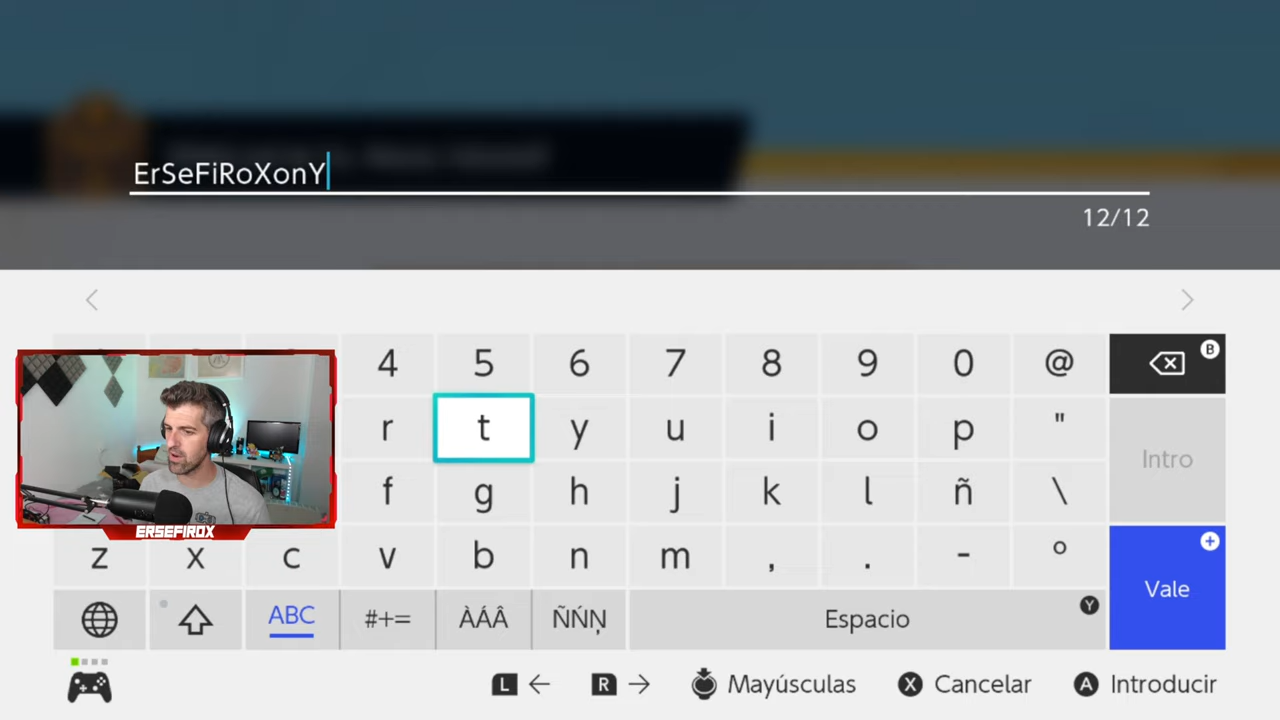 ErSeFiRoXonY
12/12
4 5 6 7 8 9 0 @ B
r t y u i o p "
Intro
f g h j k l ñ \
ERSEFIROX
z x c v b n m , . - º
+
Vale
ABC #+= ÀÁÂ ÑŃŅ Espacio Y
L ← R → Mayúsculas X Cancelar A Introducir